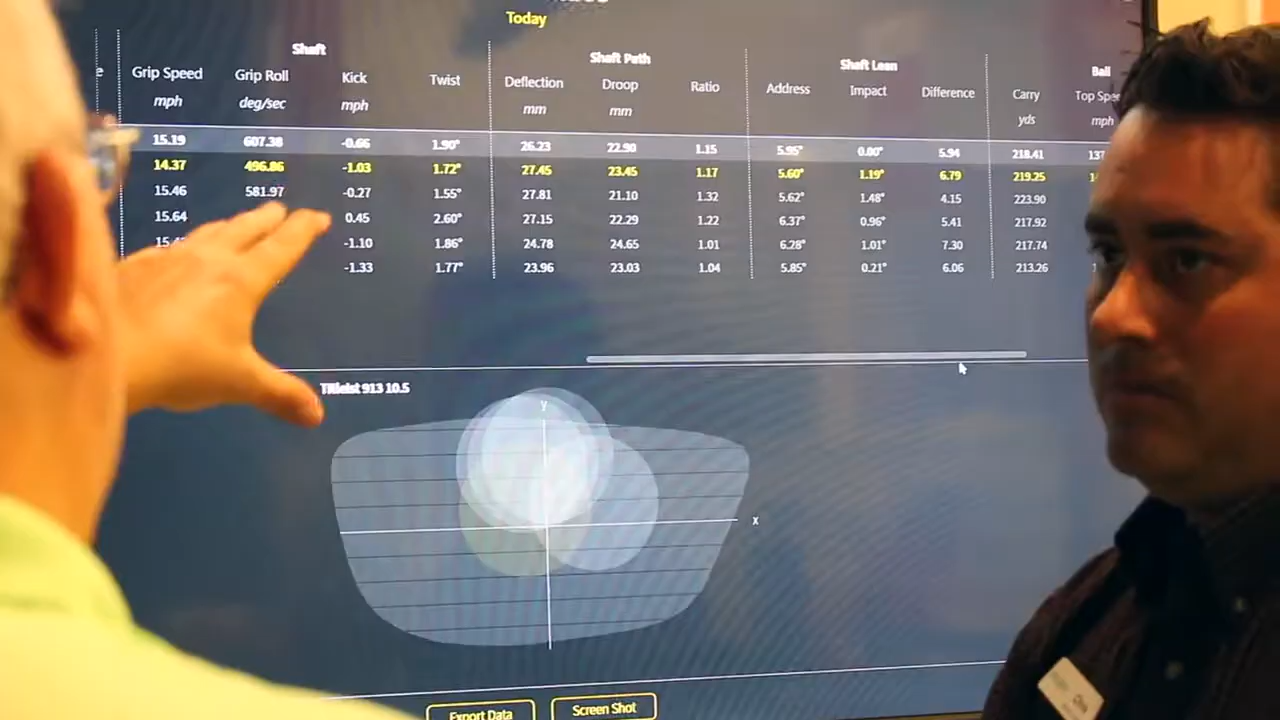 Today
Shaft Shaft Path Shaft Lean Ball
e Grip Speed Grip Roll Kick Twist Deflection Droop Ratio Address Impact Difference Carry Top Spe
mph deg/sec mph mm mm yds mph
15.19 607.38 -0.66 1.90° 26.23 22.90 1.15 5.95° 0.00° 5.94 218.41 137
14.37 496.86 -1.03 1.72° 27.45 23.45 1.17 5.60° 1.19° 6.79 219.25 1
15.46 581.97 -0.27 1.55° 27.81 21.10 1.32 5.62° 1.48° 4.15 223.90
15.64 0.45 2.60° 27.15 22.29 1.22 6.37° 0.96° 5.41 217.92
15.4 -1.10 1.86° 24.78 24.65 1.01 6.28° 1.01° 7.30 217.74
-1.33 1.77° 23.96 23.03 1.04 5.85° 0.21° 6.06 213.26
Titleist 913 10.5
Y
X
Export Data Screen Shot